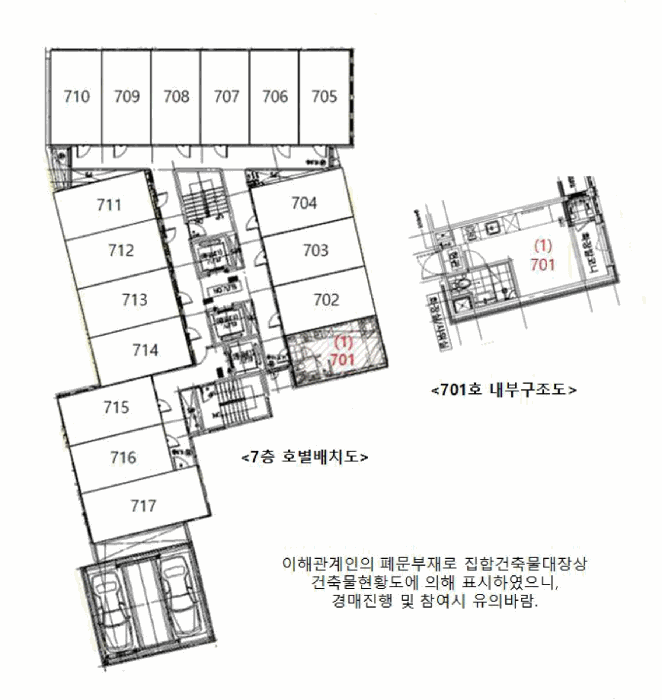 710 709 708 707 706 705
711
704
712
703
713
702
714
(1)
701
715
716
717
(1)
701
<701호 내부구조도>
<7층 호별배치도>
이해관계인의 폐문부재로 집합건축물대장상
건축물현황도에 의해 표시하였으니,
경매진행 및 참여시 유의바람.